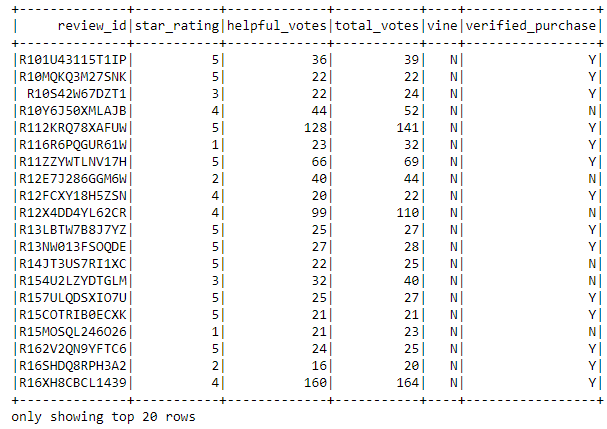 +--------------+-----------+-------------+-----------+----+-----------------+
|     review_id|star_rating|helpful_votes|total_votes|vine|verified_purchase|
+--------------+-----------+-------------+-----------+----+-----------------+
|R101U43115T1IP|          5|           36|         39|   N|                Y|
|R10MQKQ3M27SNK|          5|           22|         22|   N|                Y|
| R10S42W67DZT1|          3|           22|         24|   N|                Y|
|R10Y6J50XMLAJB|          4|           44|         52|   N|                N|
|R112KRQ78XAFUW|          5|          128|        141|   N|                Y|
|R116R6PQGUR61W|          1|           23|         32|   N|                Y|
|R11ZZYWTLNV17H|          5|           66|         69|   N|                Y|
|R12E7J286GGM6W|          2|           40|         44|   N|                N|
|R12FCXY18H5ZSN|          4|           20|         22|   N|                Y|
|R12X4DD4YL62CR|          4|           99|        110|   N|                N|
|R13LBTW7B8J7YZ|          5|           25|         27|   N|                Y|
|R13NW013FSOQDE|          5|           27|         28|   N|                Y|
|R14JT3US7RI1XC|          5|           22|         25|   N|                N|
|R154U2LZYDTGLM|          3|           32|         40|   N|                N|
|R157ULQDSXIO7U|          5|           25|         27|   N|                Y|
|R15COTRIB0ECXK|          5|           21|         21|   N|                Y|
|R15MOSQL246O26|          1|           21|         23|   N|                N|
|R162V2QN9YFTC6|          5|           24|         25|   N|                Y|
|R16SHDQ8RPH3A2|          2|           16|         20|   N|                Y|
|R16XH8CBCL1439|          4|          160|        164|   N|                Y|
+--------------+-----------+-------------+-----------+----+-----------------+
only showing top 20 rows